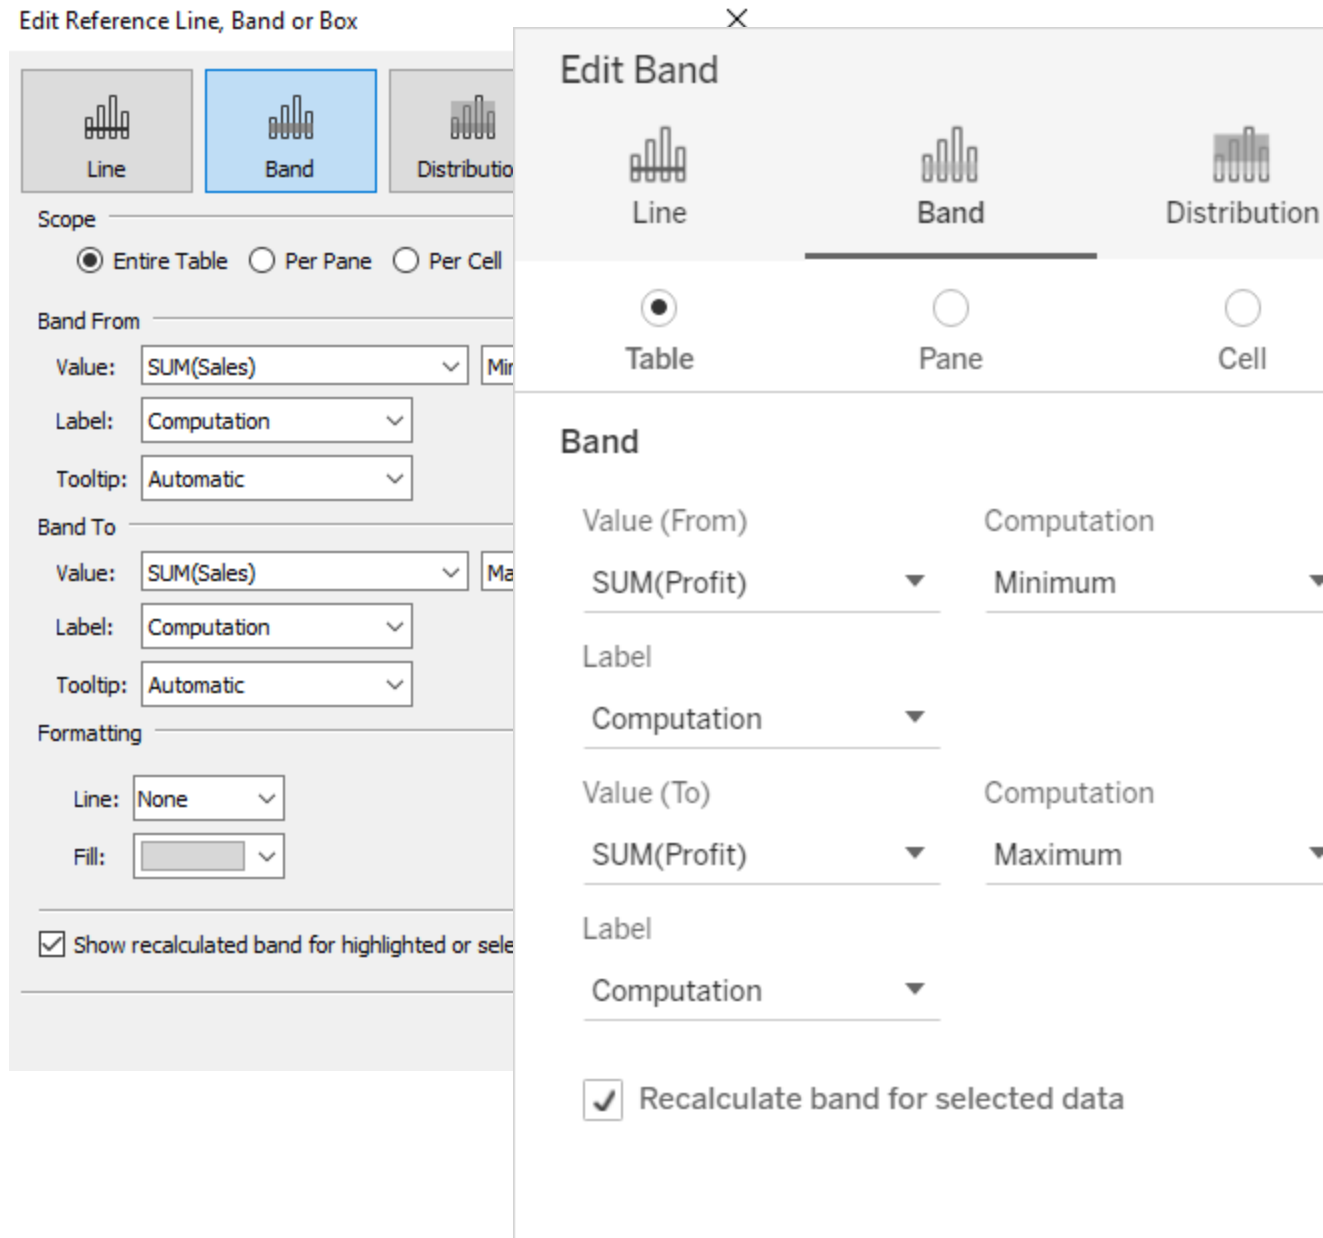 Edit Reference Line, Band or Box
Line
Band
Distributio
Scope
Entire Table
Per Pane
Per Cell
Band From
Value: SUM(Sales)
Label: Computation
Tooltip: Automatic
Band To
Value: SUM(Sales)
Ma
Label: Computation
Tooltip: Automatic
Formatting
Line: None
Fill:
Show recalculated band for highlighted or sele
Edit Band
Line
Band
Distribution
Table
Pane
Cell
Band
Value (From)
Computation
SUM(Profit)
Minimum
Label
Computation
Value (To)
Computation
SUM(Profit)
Maximum
Label
Computation
Recalculate band for selected data